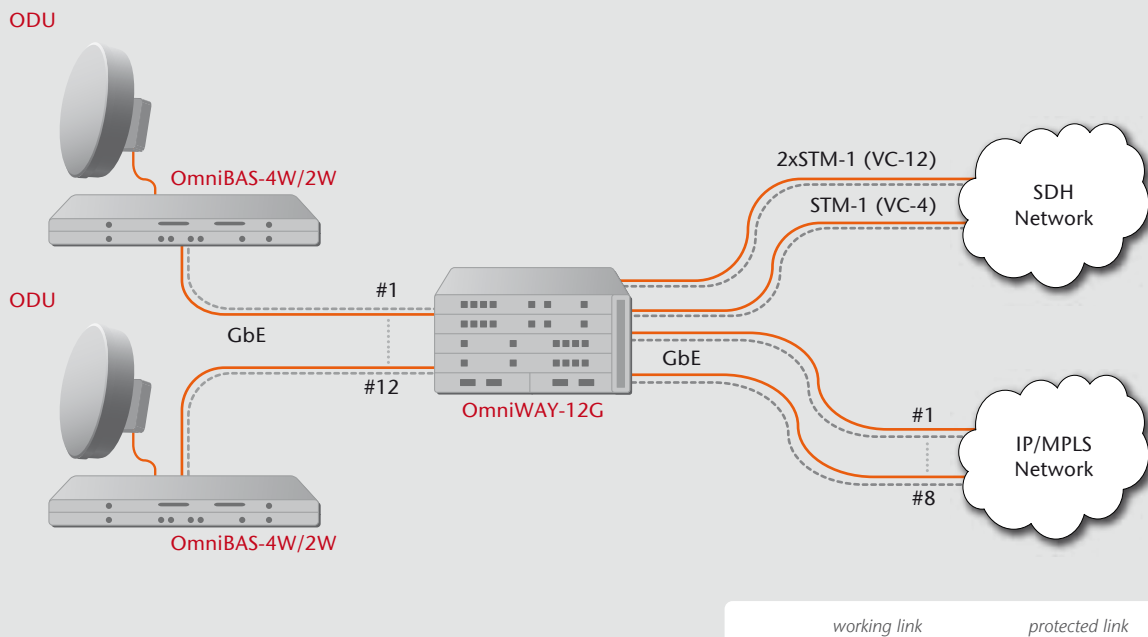 ODU
OmniBAS-4W/2W
2xSTM-1 (VC-12)
STM-1 (VC-4)
SDH
Network
ODU
#1
GbE
GbE
#12
OmniWAY-12G
#1
IP/MPLS
Network
#8
OmniBAS-4W/2W
working link
protected link